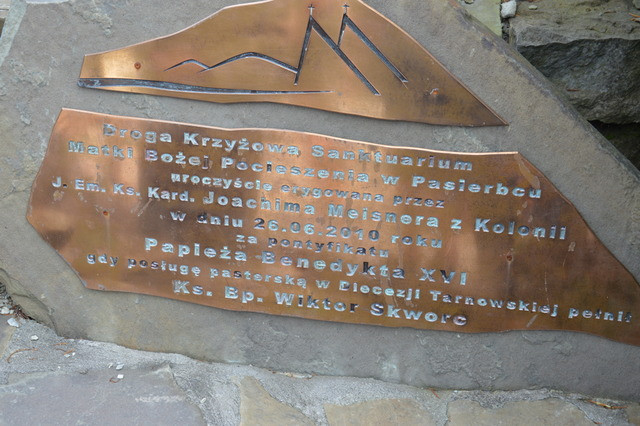 Droga Krzyżowa Sanktuarium
Matki Bożej Pocieszenia w Pasierbcu
uroczyście erygowana przez
J. Em. Ks. Kard. Joachima Meisnera z Kolonii
w dniu 26.06.2010 roku
za pontyfikatu
Papieża Benedykta XVI
gdy posługę pasterską w Diecezji Tarnowskiej pełnił
Ks. Bp. Wiktor Skworc